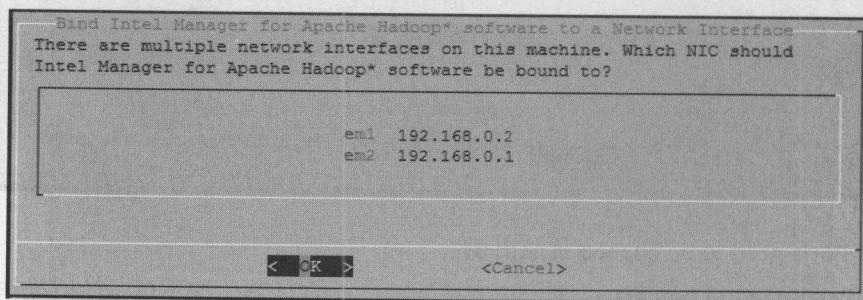 Bind Intel Manager for Apache Hadoop* software to a Network Interface
There are multiple network interfaces on this machine. Which NIC should
Intel Manager for Apache Hadoop* software be bound to?
em1 192.168.0.2
em2 192.168.0.1
< OK > <Cancel>